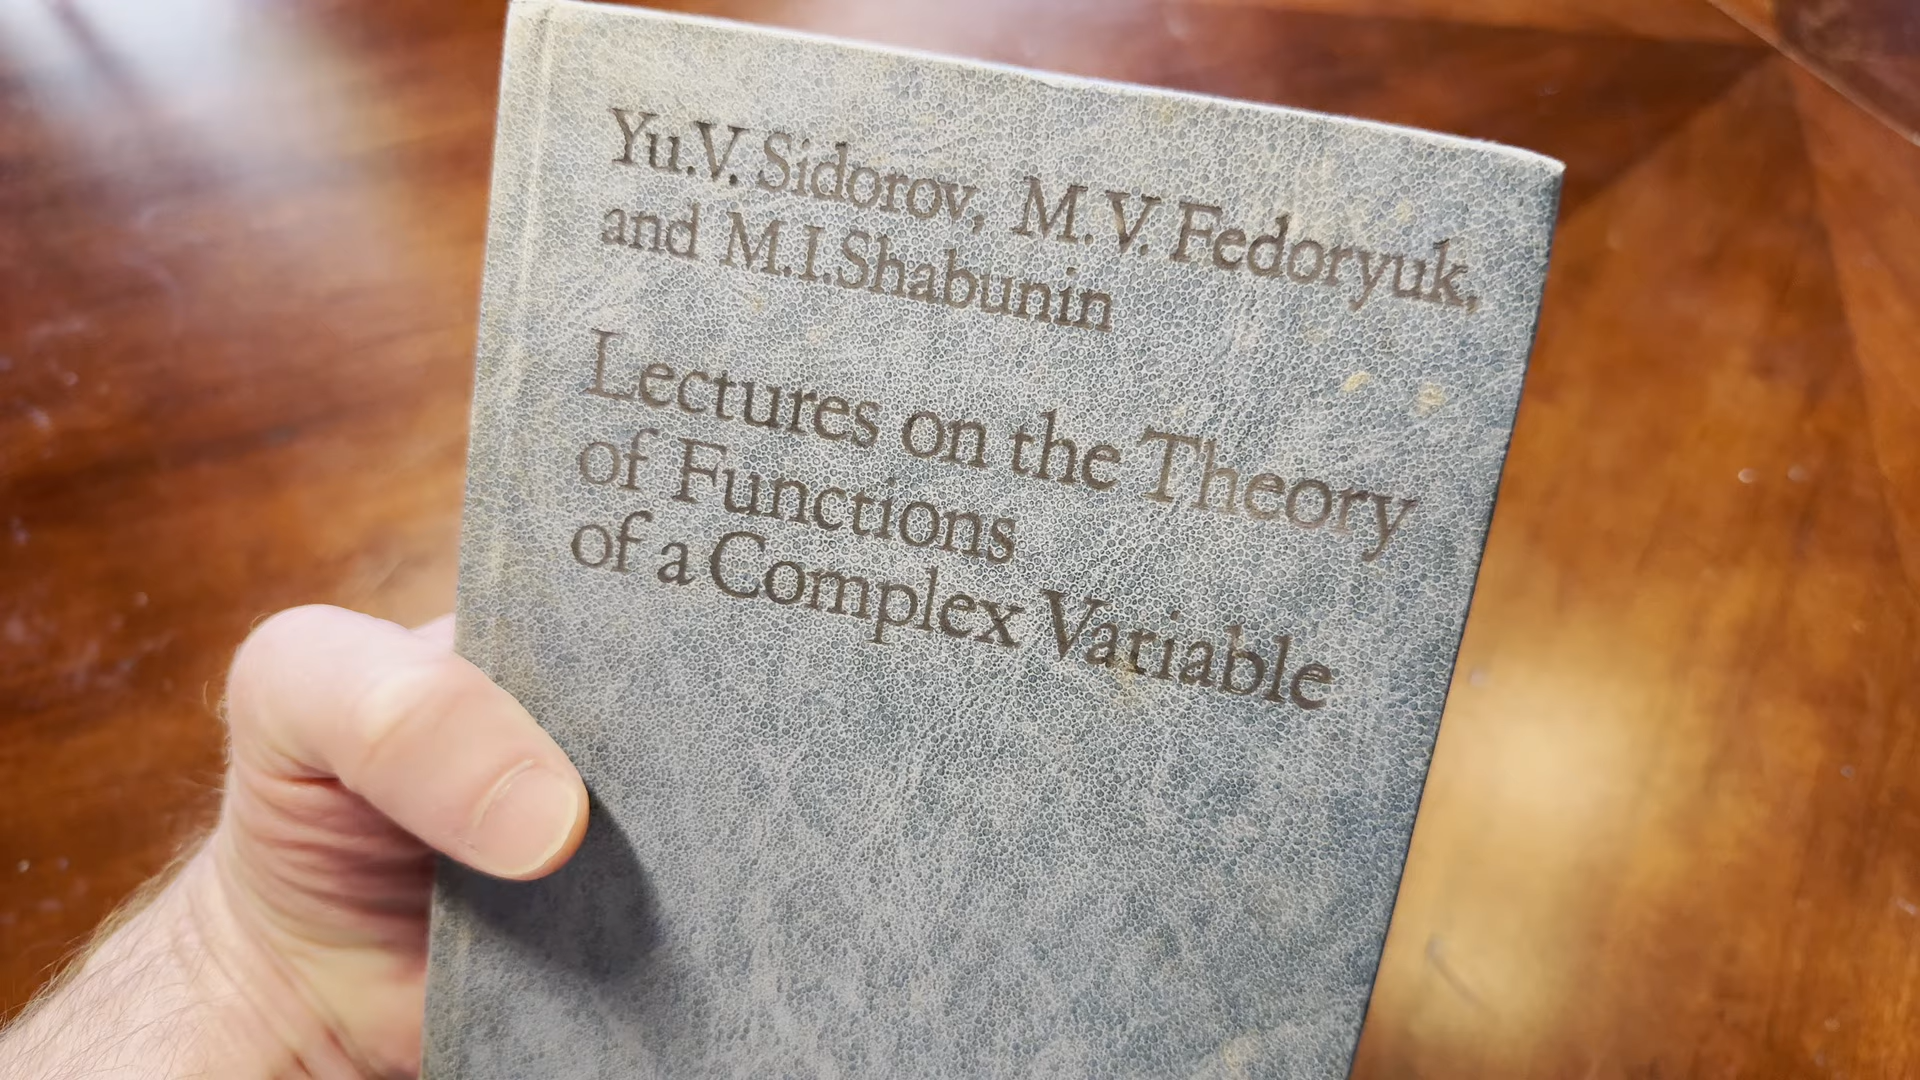 Yu.V. Sidorov, M.V. Fedoryuk,
and M.I.Shabunin
Lectures on the Theory
of Functions
of a Complex Variable